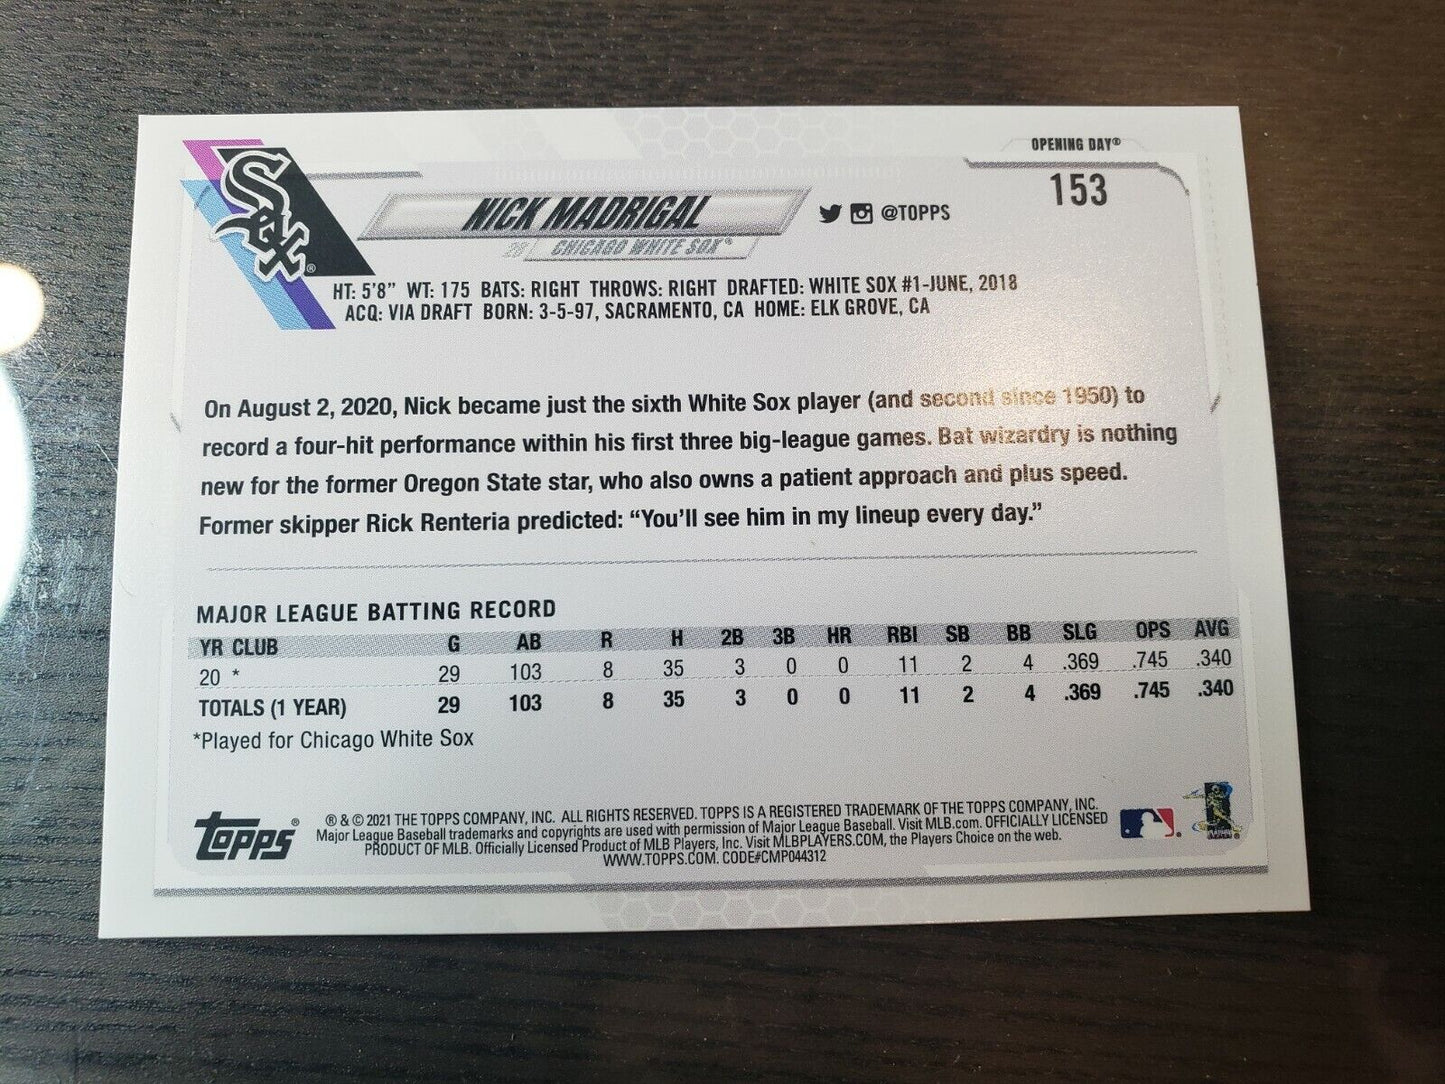 Sox®
OPENING DAY®
153
NICK MADRIGAL
@TOPPS
CHICAGO WHITE SOX®
HT: 5'8" WT: 175 BATS: RIGHT THROWS: RIGHT DRAFTED: WHITE SOX #1-JUNE, 2018
ACQ: VIA DRAFT BORN: 3-5-97, SACRAMENTO, CA HOME: ELK GROVE, CA
On August 2, 2020, Nick became just the sixth White Sox player (and second since 1950) to
record a four-hit performance within his first three big-league games. Bat wizardry is nothing
new for the former Oregon State star, who also owns a patient approach and plus speed.
Former skipper Rick Renteria predicted: “You’ll see him in my lineup every day.”
MAJOR LEAGUE BATTING RECORD
YR CLUB G AB R H 2B 3B HR RBI SB BB SLG OPS AVG
20 * 29 103 8 35 3 0 0 11 2 4 .369 .745 .340
TOTALS (1 YEAR) 29 103 8 35 3 0 0 11 2 4 .369 .745 .340
*Played for Chicago White Sox
TOPPS®
® & © 2021 THE TOPPS COMPANY, INC. ALL RIGHTS RESERVED. TOPPS IS A REGISTERED TRADEMARK OF THE TOPPS COMPANY, INC.
Major League Baseball trademarks and copyrights are used with permission of Major League Baseball. Visit MLB.com. OFFICIALLY LICENSED
PRODUCT OF MLB. Officially Licensed Product of MLB Players, Inc. Visit MLBPLAYERS.COM, the Players Choice on the web.
WWW.TOPPS.COM. CODE#CMP044312